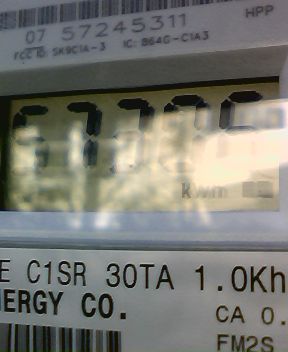 HPP
07 57245311
FCC ID: SK9C1A-3 IC: 864G-C1A3
kWh
E C1SR 30TA 1.0Kh
NERGY CO.
CA 0.
FM2S